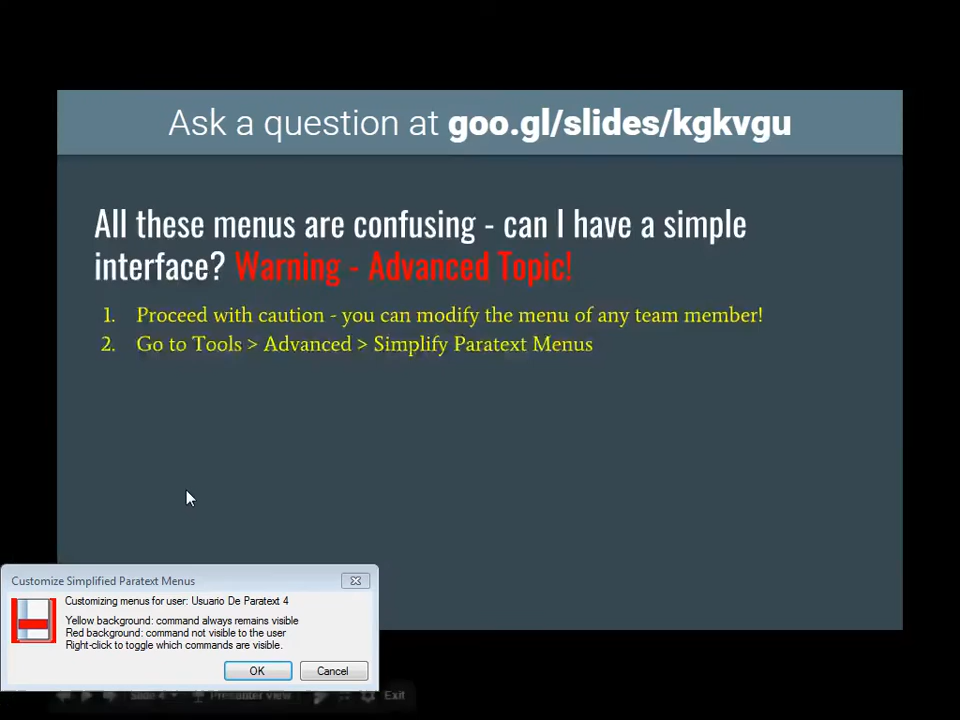 Ask a question at goo.gl/slides/kgkvgu
All these menus are confusing - can I have a simple
interface? Warning - Advanced Topic!
1. Proceed with caution - you can modify the menu of any team member!
2. Go to Tools > Advanced > Simplify Paratext Menus
Customize Simplified Paratext Menus
Customizing menus for user: Usuario De Paratext 4
Yellow background: command always remains visible
Red background: command not visible to the user
Right-click to toggle which commands are visible.
OK Cancel
Slide 4 Presenter view Exit